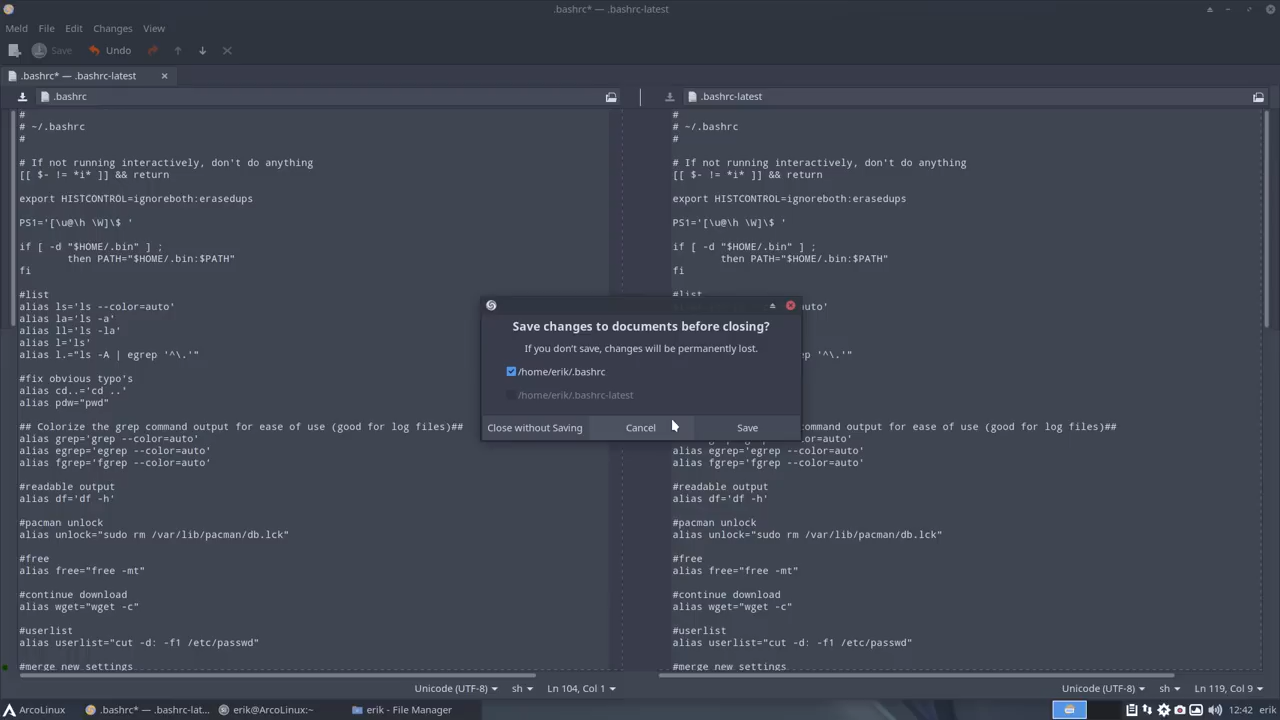 .bashrc* — .bashrc-latest
Meld File Edit Changes View
Save Undo
.bashrc* — .bashrc-latest
.bashrc
#
# ~/.bashrc
#
# If not running interactively, don't do anything
[[ $- != *i* ]] && return
export HISTCONTROL=ignoreboth:erasedups
PS1='[\u@\h \W]\$ '
if [ -d "$HOME/.bin" ] ;
then PATH="$HOME/.bin:$PATH"
fi
#list
alias ls='ls --color=auto'
alias la='ls -a'
alias ll='ls -la'
alias l='ls'
alias l.="ls -A | egrep '^\.'"
#fix obvious typo's
alias cd..='cd ..'
alias pdw="pwd"
## Colorize the grep command output for ease of use (good for log files)##
alias grep='grep --color=auto'
alias egrep='egrep --color=auto'
alias fgrep='fgrep --color=auto'
#readable output
alias df='df -h'
#pacman unlock
alias unlock="sudo rm /var/lib/pacman/db.lck"
#free
alias free="free -mt"
#continue download
alias wget="wget -c"
#userlist
alias userlist="cut -d: -f1 /etc/passwd"
#merge new settings
.bashrc-latest
#
# ~/.bashrc
#
# If not running interactively, don't do anything
[[ $- != *i* ]] && return
export HISTCONTROL=ignoreboth:erasedups
PS1='[\u@\h \W]\$ '
if [ -d "$HOME/.bin" ] ;
then PATH="$HOME/.bin:$PATH"
fi
#list
uto'
'^\.'"
command output for ease of use (good for log files)##
alias grep='grep --color=auto'
alias egrep='egrep --color=auto'
alias fgrep='fgrep --color=auto'
#readable output
alias df='df -h'
#pacman unlock
alias unlock="sudo rm /var/lib/pacman/db.lck"
#free
alias free="free -mt"
#continue download
alias wget="wget -c"
#userlist
alias userlist="cut -d: -f1 /etc/passwd"
#merge new settings
Save changes to documents before closing?
If you don't save, changes will be permanently lost.
/home/erik/.bashrc
/home/erik/.bashrc-latest
Close without Saving Cancel Save
Unicode (UTF-8) sh Ln 104, Col 1
Unicode (UTF-8) sh Ln 119, Col 9
ArcoLinux .bashrc* — .bashrc-lat... erik@ArcoLinux:~ erik - File Manager 12:42 erik